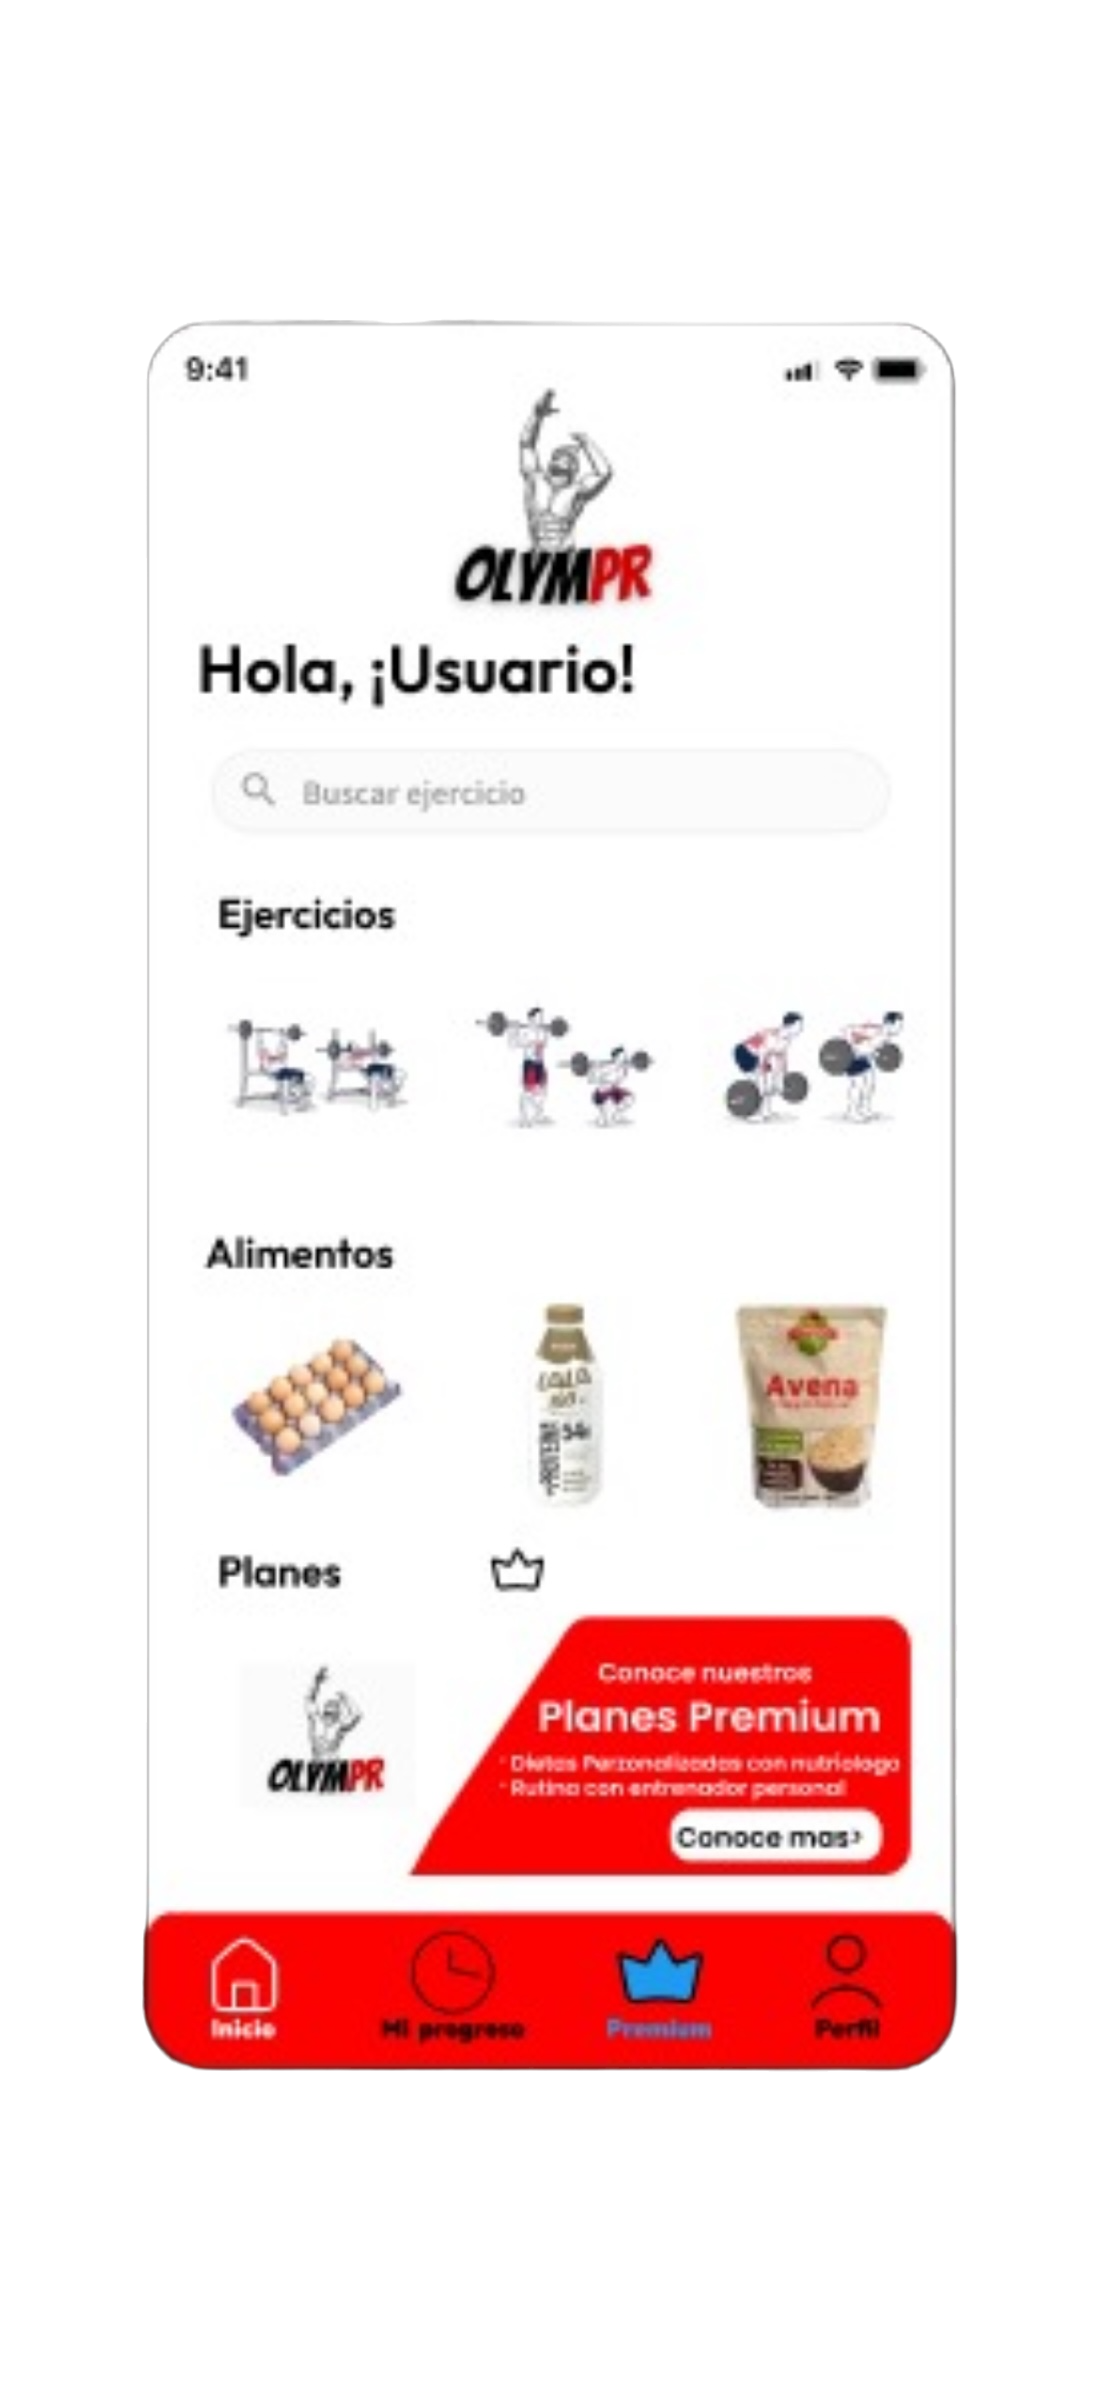 9:41
OLYMPR
Hola, ¡Usuario!
Buscar ejercicio
Ejercicios
Alimentos
PROTEINA
Avena
Planes
OLYMPR
Conoce nuestros
Planes Premium
· Dietas Perzonalizadas con nutriologo
· Rutina con entrenador personal
Conoce mas›
Inicio
Mi progreso
Premium
Perfil